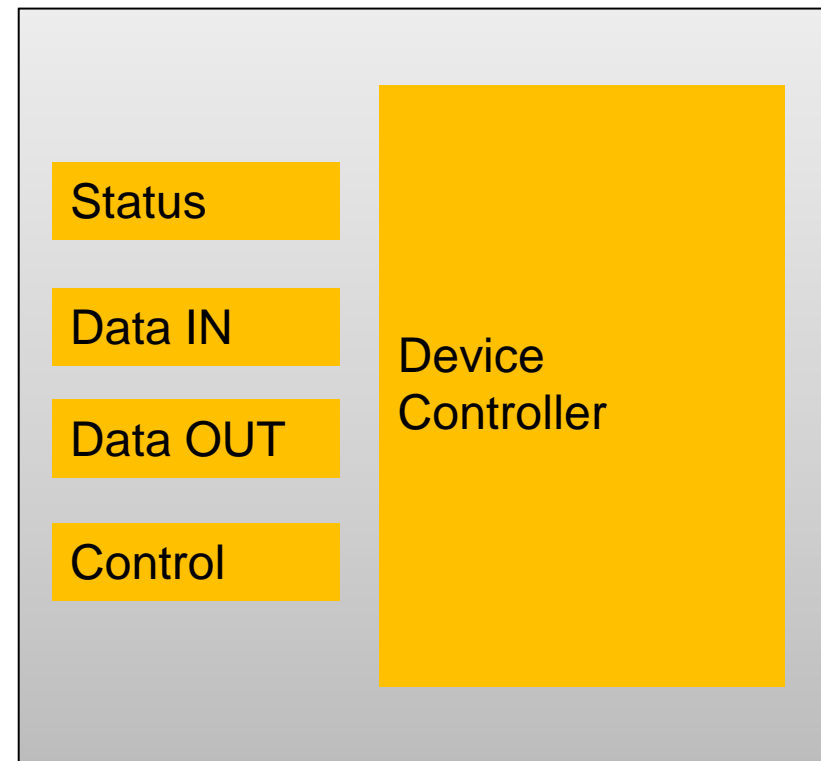 Status
Data IN
Data OUT
Control
Device
Controller